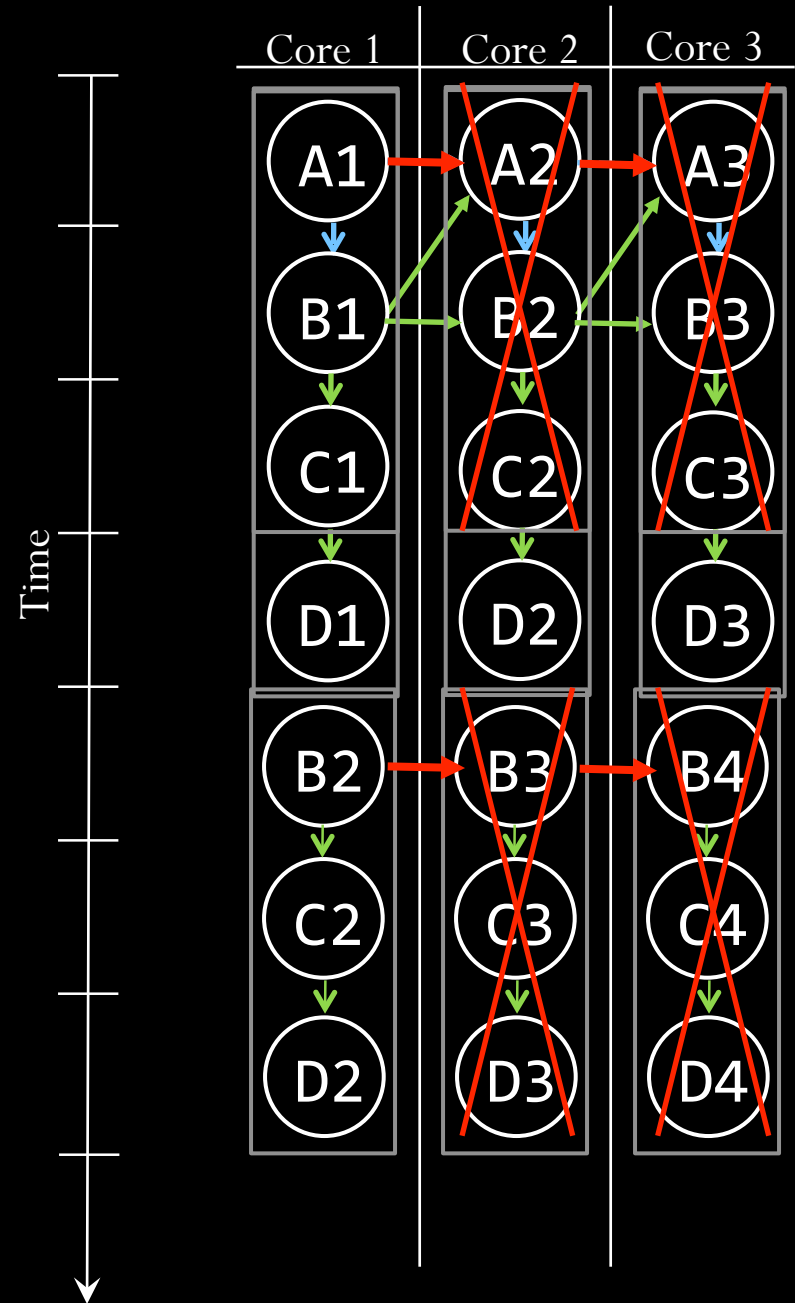 Core 1 Core 2 Core 3
A1 A2 A3
B1 B2 B3
C1 C2 C3
Time
D1 D2 D3
B2 B3 B4
C2 C3 C4
D2 D3 D4